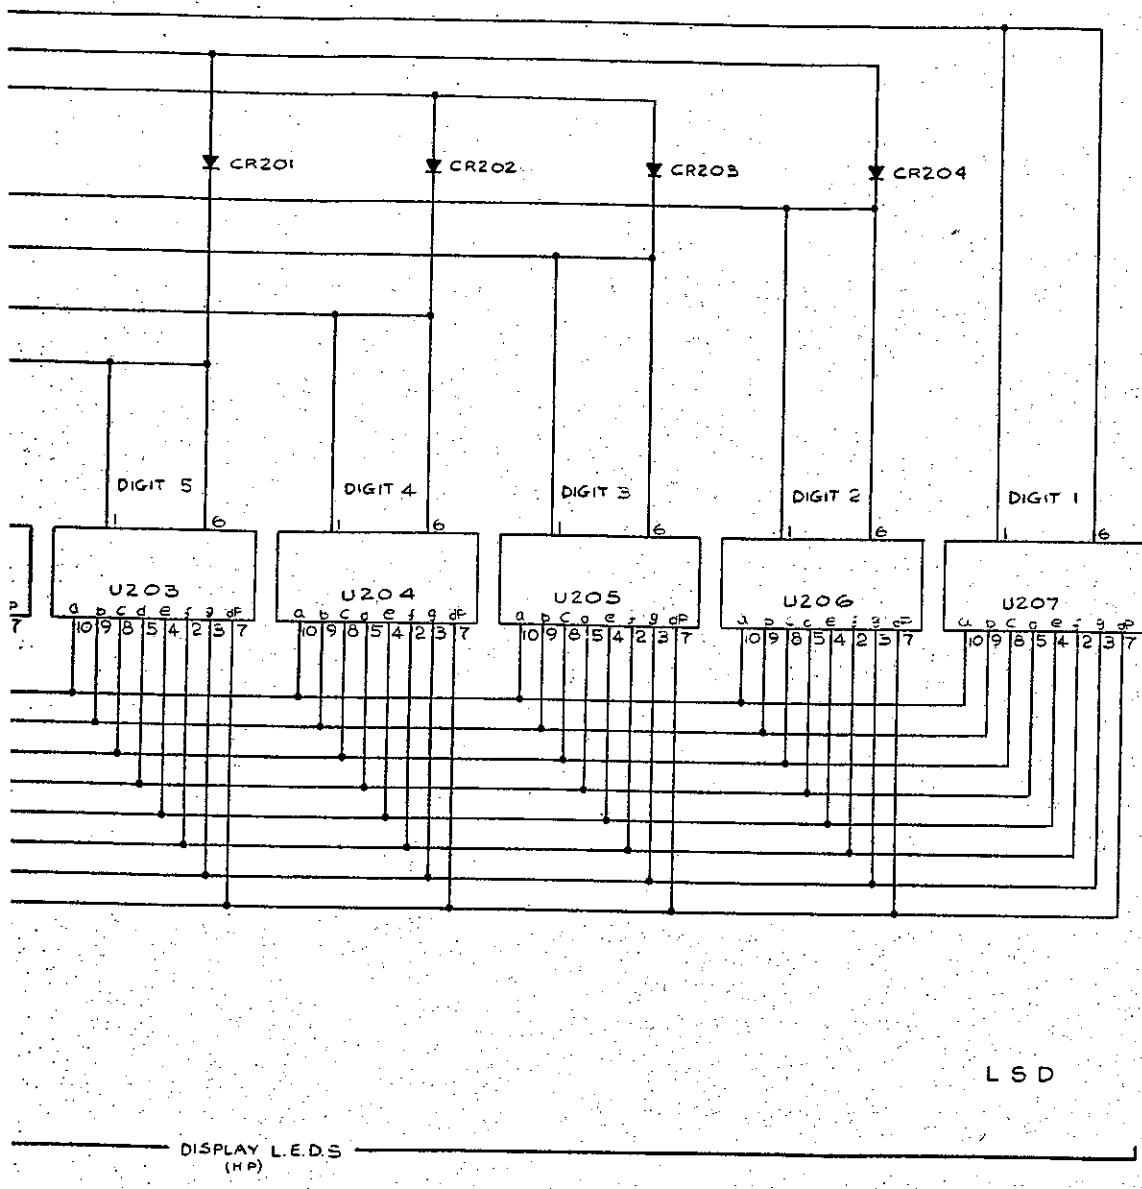 CR201
CR202
CR203
CR204
DIGIT 5
DIGIT 4
DIGIT 3
DIGIT 2
DIGIT 1
1 6
1 6
1 6
1 6
1 6
U203
U204
U205
U206
U207
P
7
a b c d e f g dP
10 9 8 5 4 2 3 7
a b c d e f g dP
10 9 8 5 4 2 3 7
a b c d e f g dP
10 9 8 5 4 2 3 7
10 9 8 5 4 2 3 7
a b c d e f g dP
10 9 8 5 4 2 3 7
LSD
DISPLAY L.E.D.S
(HP)